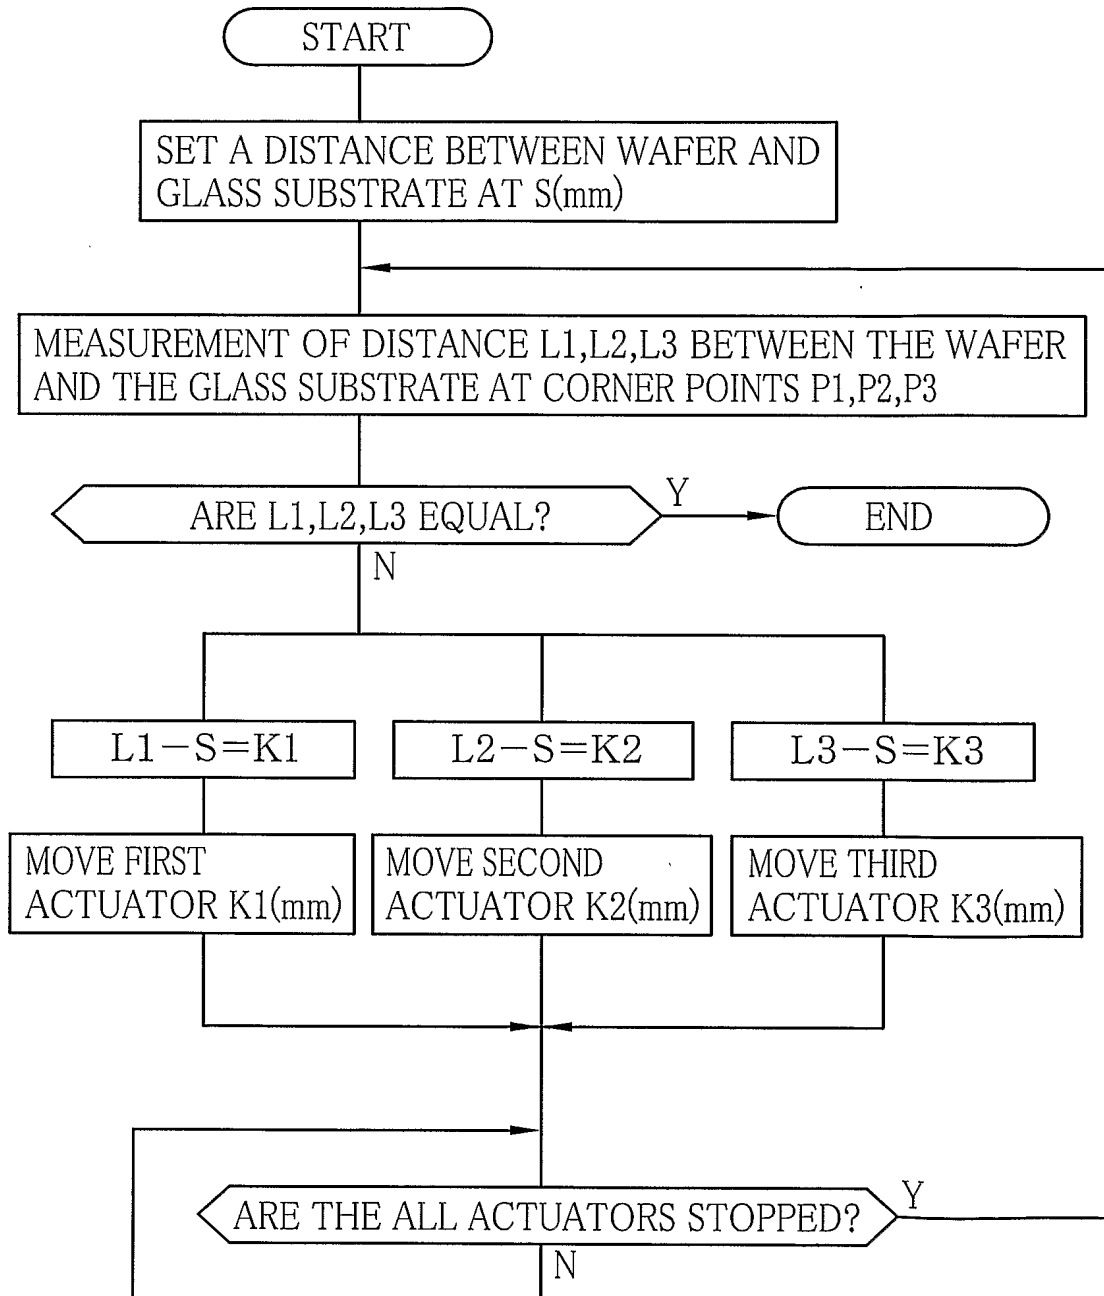 START
SET A DISTANCE BETWEEN WAFER AND
GLASS SUBSTRATE AT S(mm)
MEASUREMENT OF DISTANCE L1,L2,L3 BETWEEN THE WAFER
AND THE GLASS SUBSTRATE AT CORNER POINTS P1,P2,P3
ARE L1,L2,L3 EQUAL?
Y
END
N
L1-S=K1
L2-S=K2
L3-S=K3
MOVE FIRST
ACTUATOR K1(mm)
MOVE SECOND
ACTUATOR K2(mm)
MOVE THIRD
ACTUATOR K3(mm)
ARE THE ALL ACTUATORS STOPPED?
Y
N